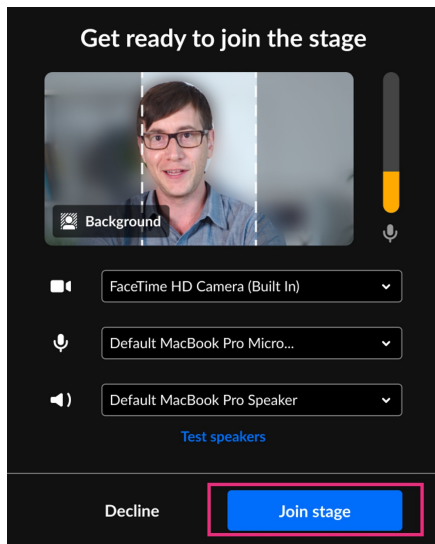 Get ready to join the stage
Background
FaceTime HD Camera (Built In)
Default MacBook Pro Micro...
Default MacBook Pro Speaker
Test speakers
Decline
Join stage